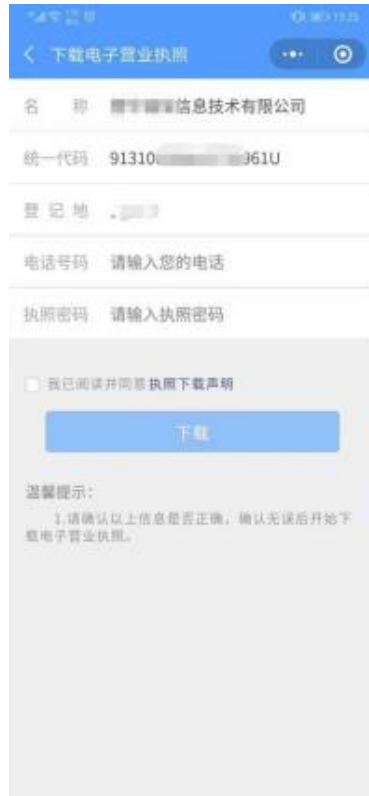 下载电子营业执照
名 称 信息技术有限公司
统一代码 91310 961U
登 记 地
电话号码 请输入您的电话
执照密码 请输入执照密码
我已阅读并同意 执照下载声明
下载
温馨提示：
1.请确认以上信息是否正确，确认无误后开始下
载电子营业执照。